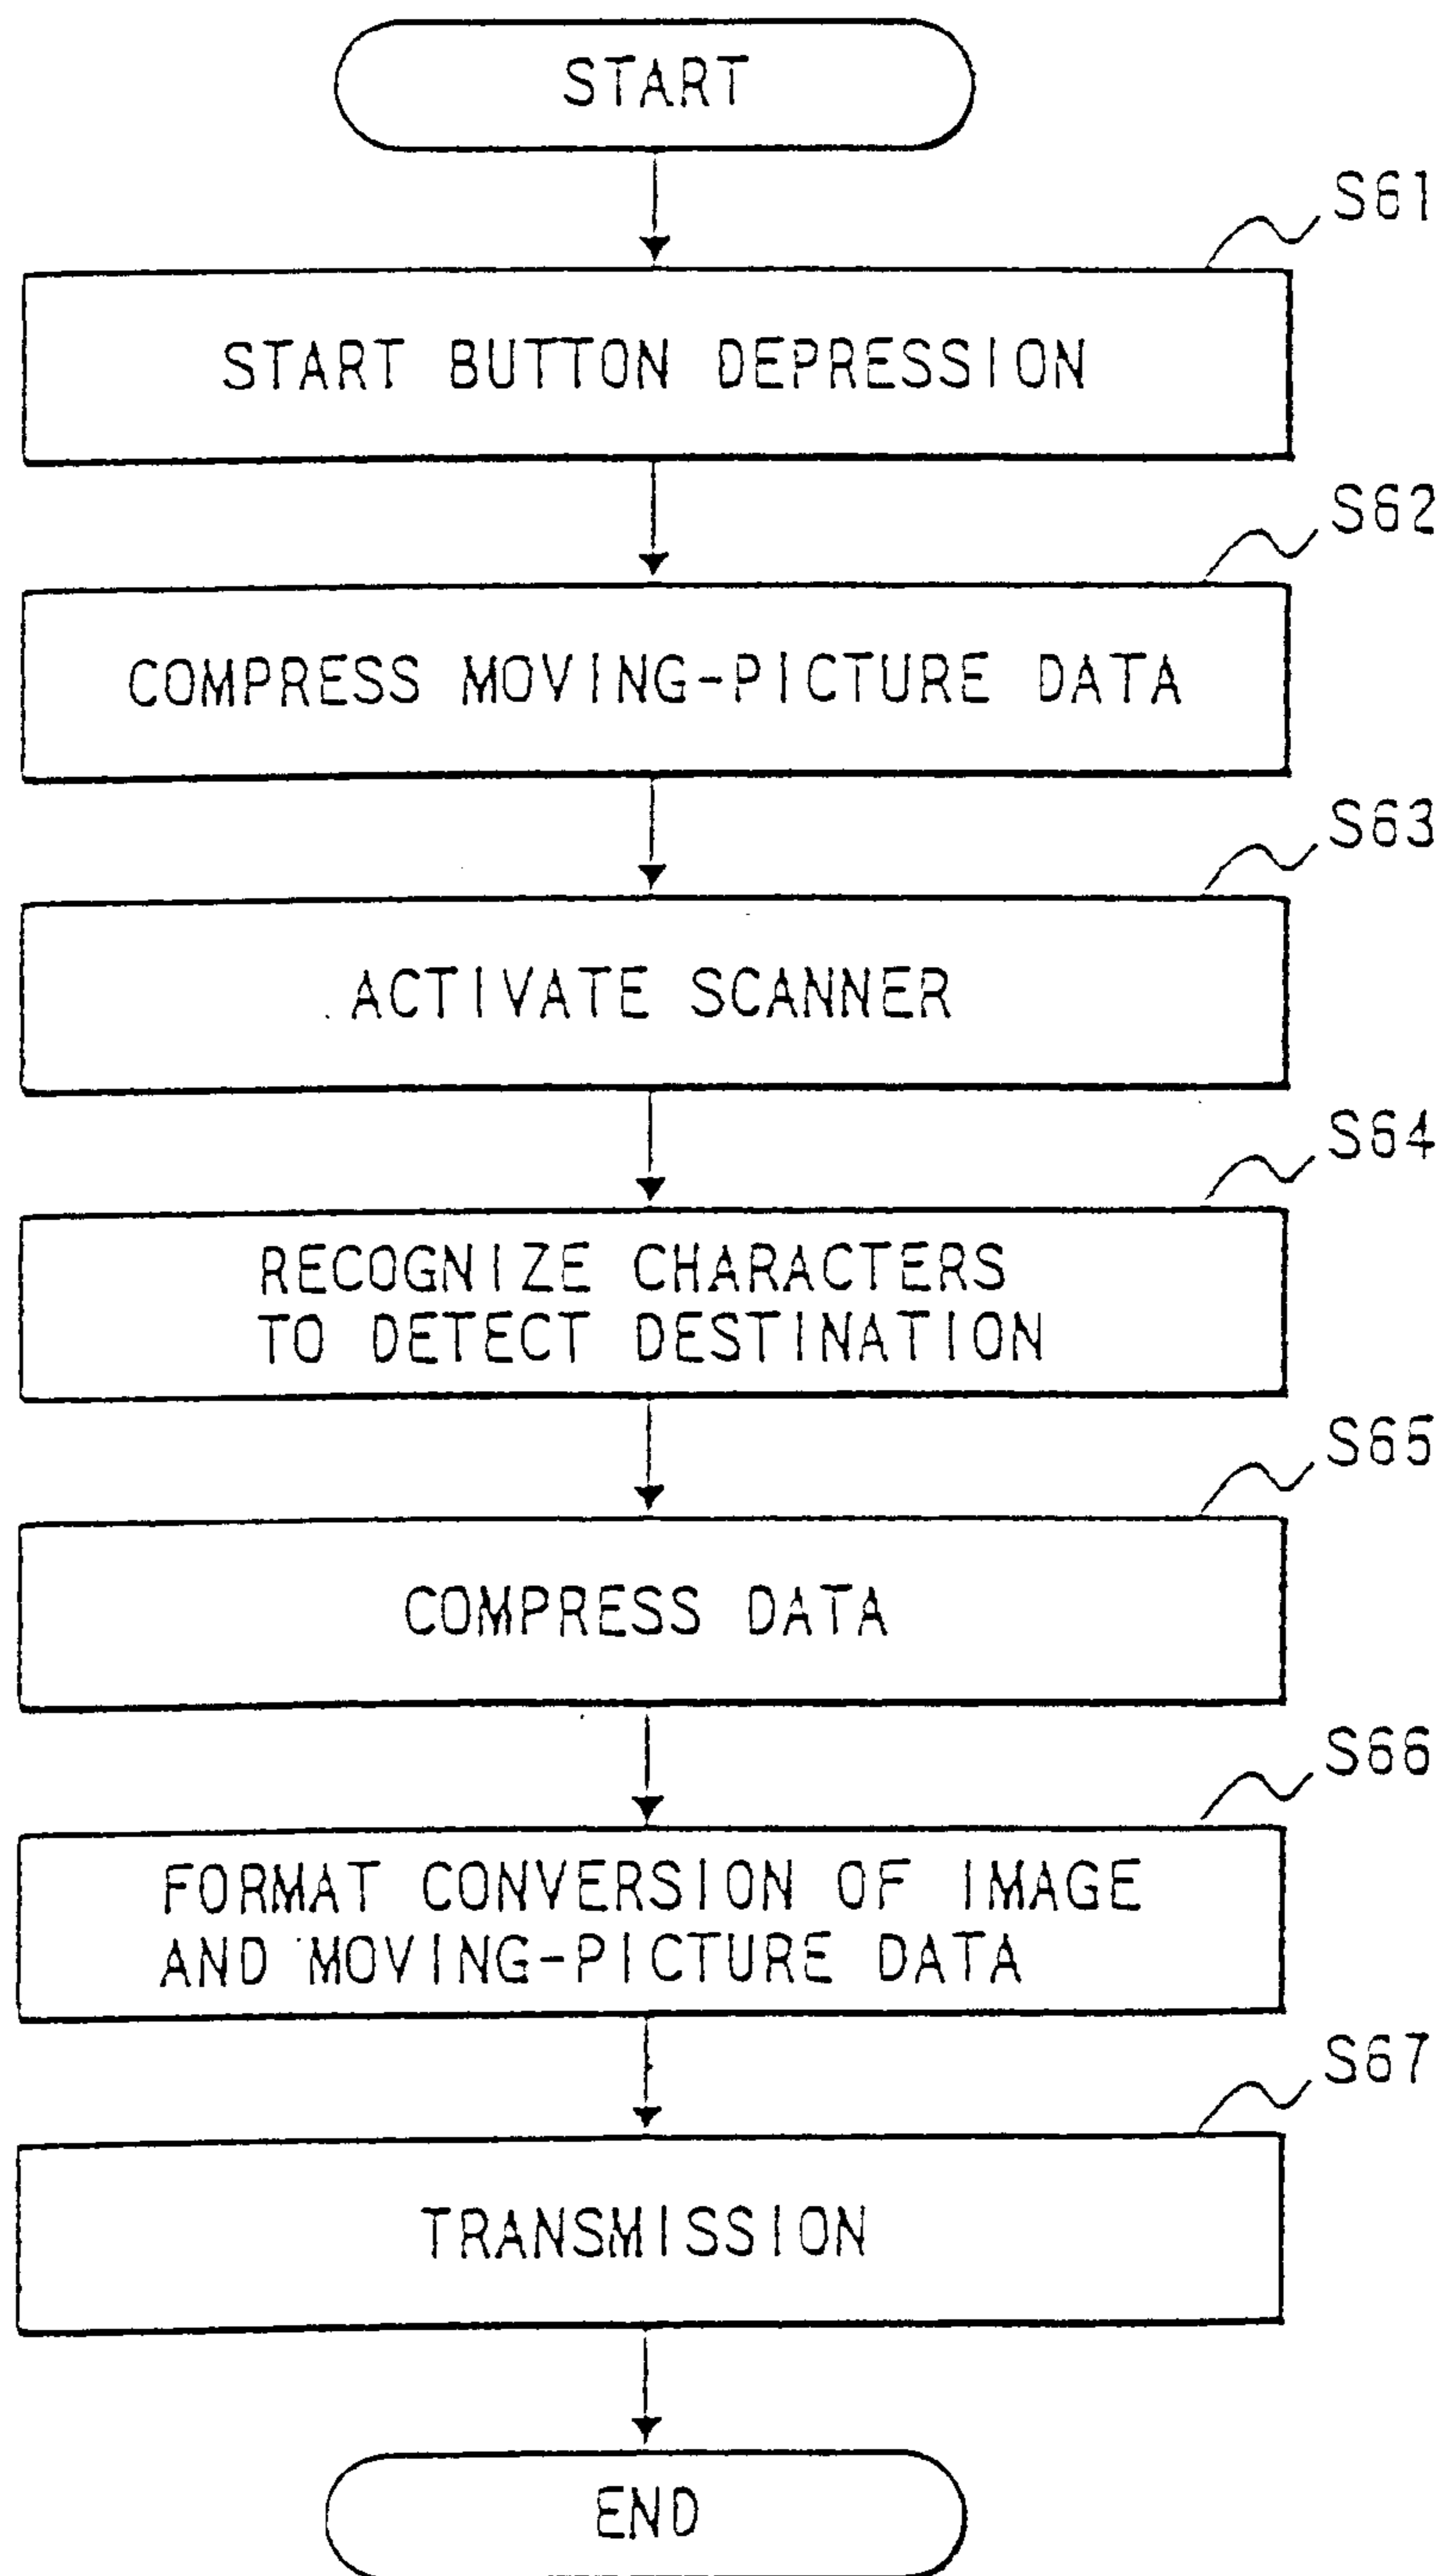 START
S61
START BUTTON DEPRESSION
S62
COMPRESS MOVING-PICTURE DATA
S63
ACTIVATE SCANNER
S64
RECOGNIZE CHARACTERS
TO DETECT DESTINATION
S65
COMPRESS DATA
S66
FORMAT CONVERSION OF IMAGE
AND MOVING-PICTURE DATA
S67
TRANSMISSION
END